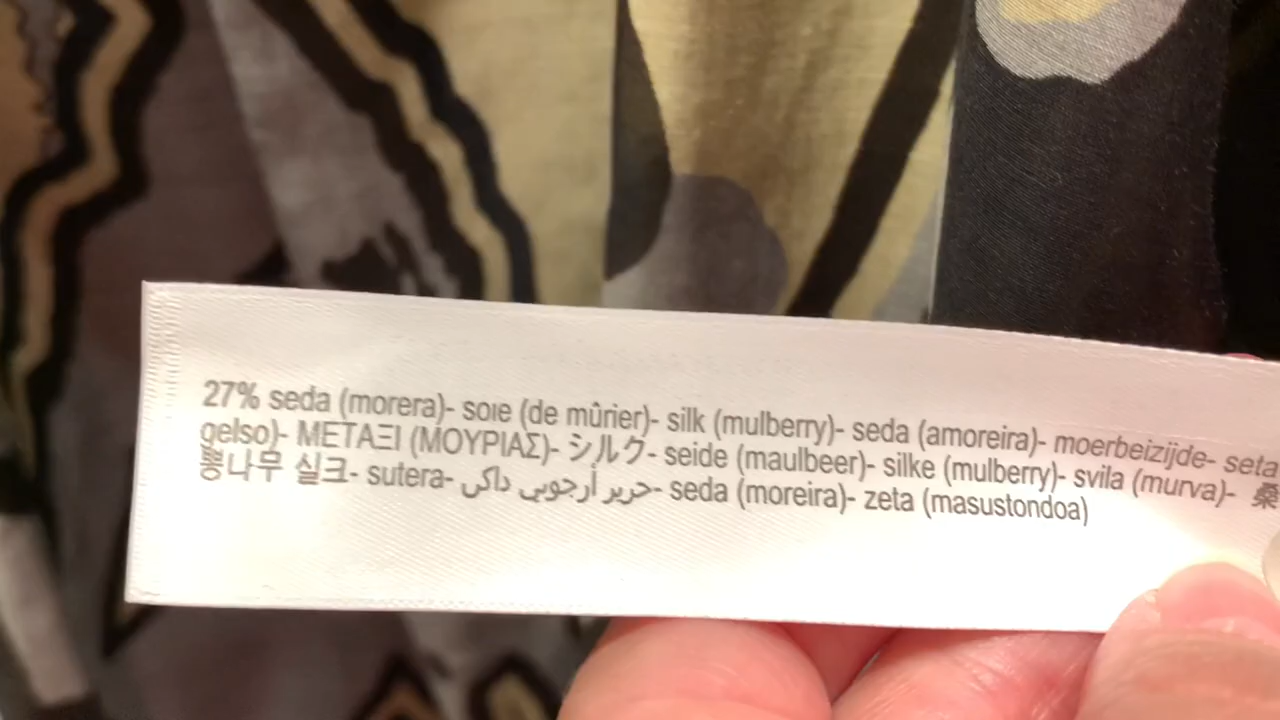 27% seda (morera)- soie (de mûrier)- silk (mulberry)- seda (amoreira)- moerbeizijde- seta
gelso)- ΜΕΤΑΞΙ (ΜΟΥΡΙΑΣ)- シルク- seide (maulbeer)- silke (mulberry)- svila (murva)- 桑
뽕나무 실크- sutera- حرير أرجوبي داكي- seda (moreira)- zeta (masustondoa)